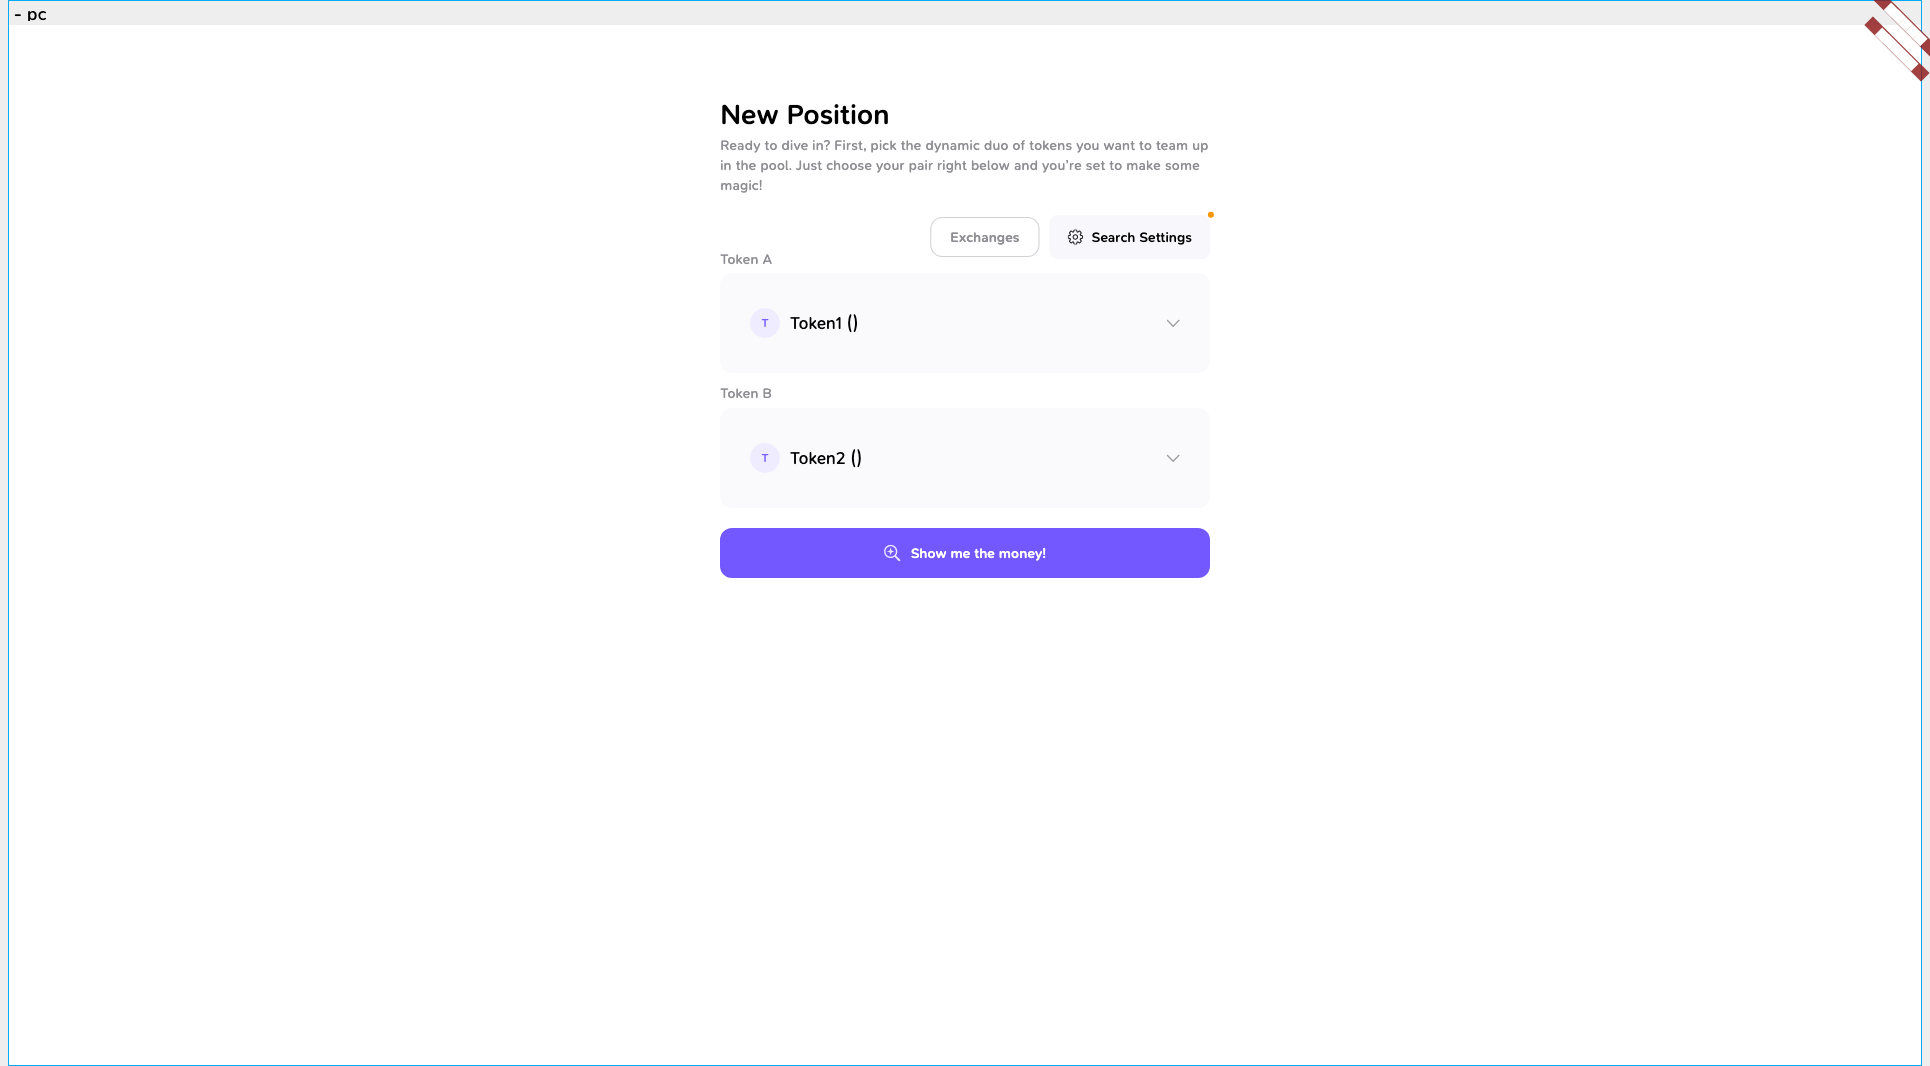 - pc
New Position
Ready to dive in? First, pick the dynamic duo of tokens you want to team up
in the pool. Just choose your pair right below and you're set to make some
magic!
Exchanges
Search Settings
Token A
T
Token1 ()
Token B
T
Token2 ()
Show me the money!